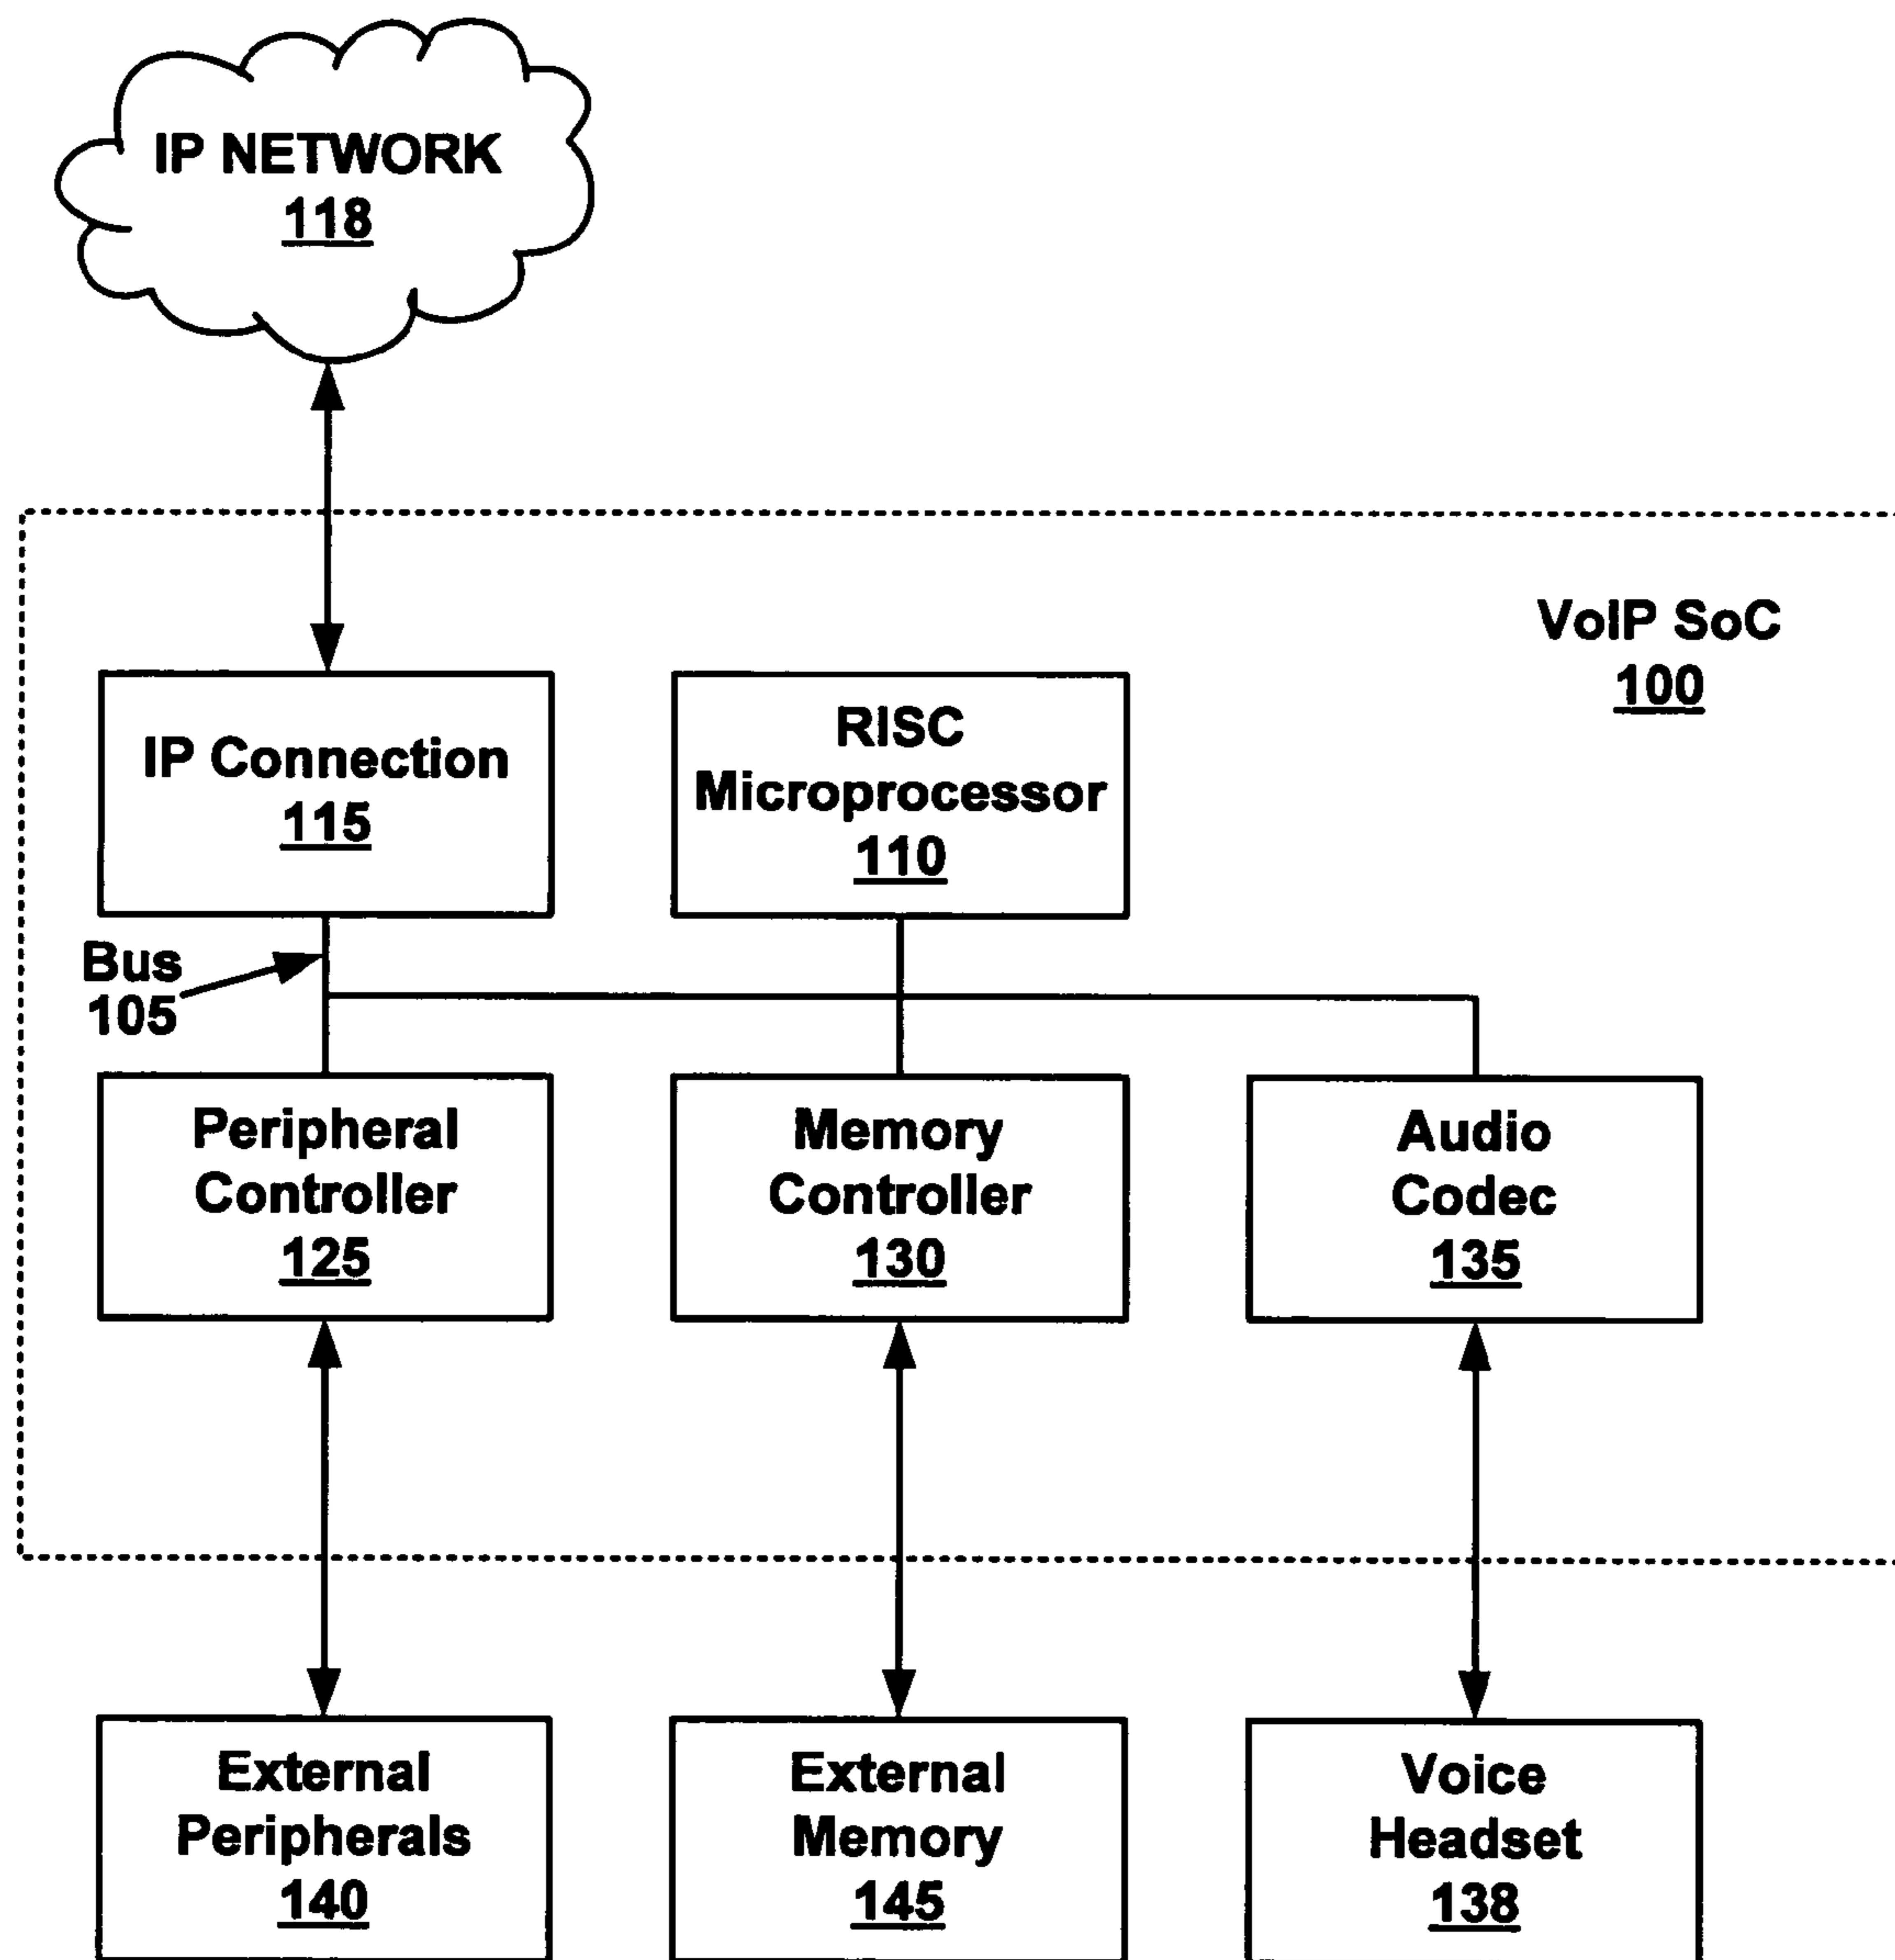 IP NETWORK
118
VoIP SoC
100
IP Connection
115
RISC
Microprocessor
110
Bus
105
Peripheral
Controller
125
Memory
Controller
130
Audio
Codec
135
External
Peripherals
140
External
Memory
145
Voice
Headset
138